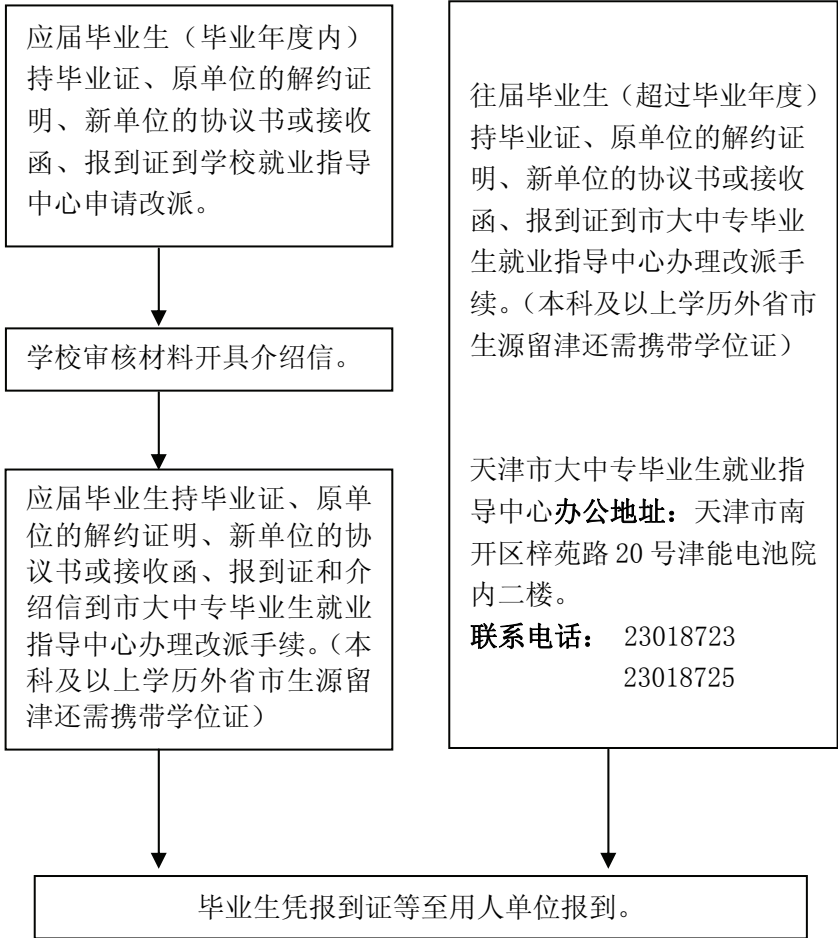 应届毕业生（毕业年度内）
持毕业证、原单位的解约证
明、新单位的协议书或接收
函、报到证到学校就业指导
中心申请改派。
学校审核材料开具介绍信。
应届毕业生持毕业证、原单
位的解约证明、新单位的协
议书或接收函、报到证和介
绍信到市大中专毕业生就业
指导中心办理改派手续。（本
科及以上学历外省市生源留
津还需携带学位证）
往届毕业生（超过毕业年度）
持毕业证、原单位的解约证
明、新单位的协议书或接收
函、报到证到市大中专毕业
生就业指导中心办理改派手
续。（本科及以上学历外省市
生源留津还需携带学位证）
天津市大中专毕业生就业指
导中心办公地址：天津市南
开区梓苑路 20 号津能电池院
内二楼。
联系电话： 23018723
23018725
毕业生凭报到证等至用人单位报到。